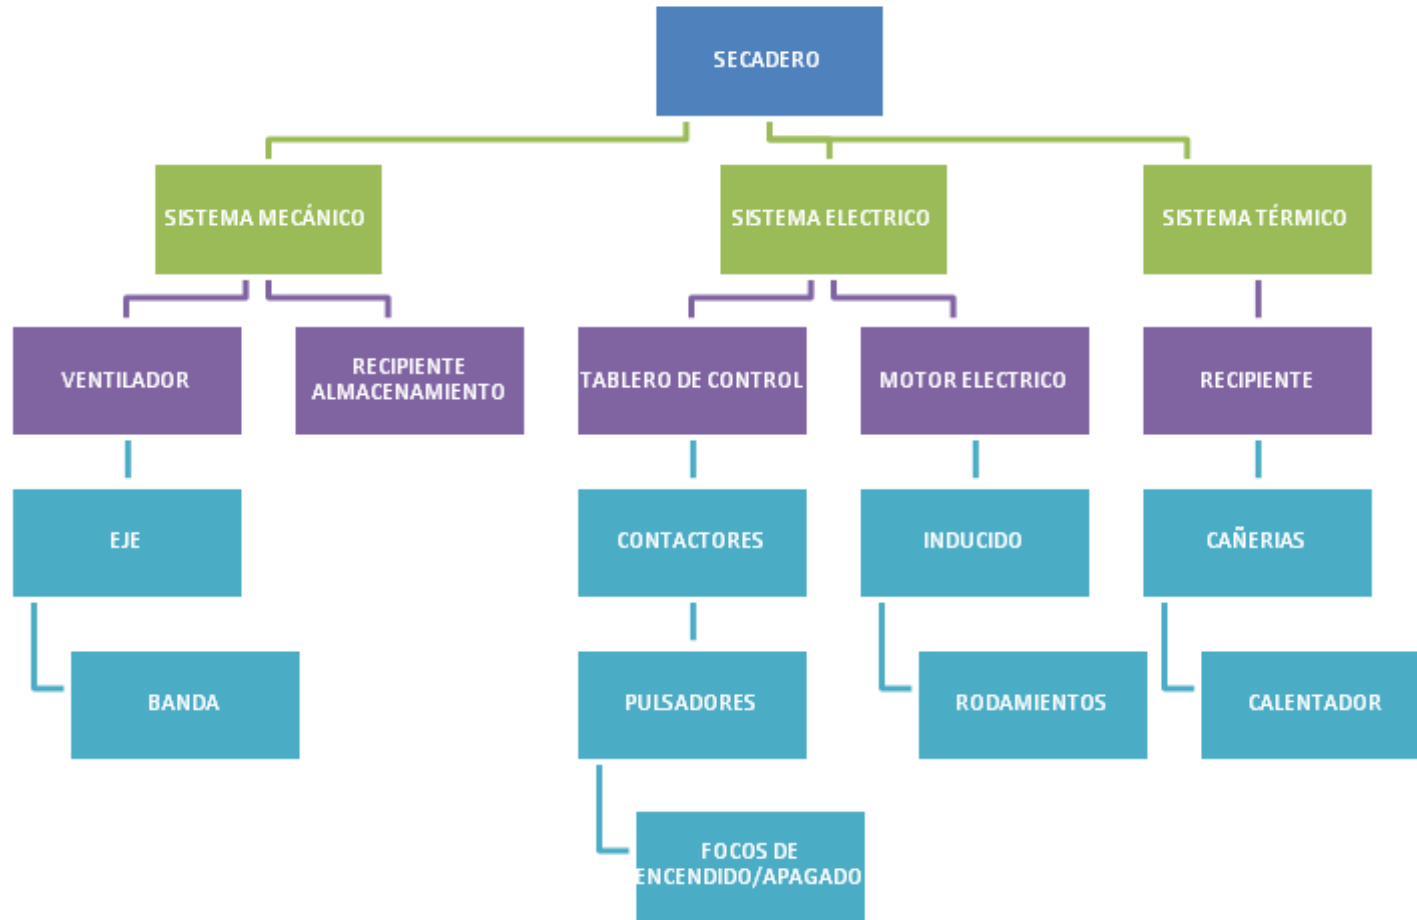 SECADERO
SISTEMA MECÁNICO
SISTEMA ELECTRICO
SISTEMA TÉRMICO
VENTILADOR
RECIPIENTE
ALMACENAMIENTO
TABLERO DE CONTROL
MOTOR ELECTRICO
RECIPIENTE
EJE
CONTACTORES
INDUCIDO
CAÑERIAS
BANDA
PULSADORES
RODAMIENTOS
CALENTADOR
FOCOS DE
ENCENDIDO/APAGADO